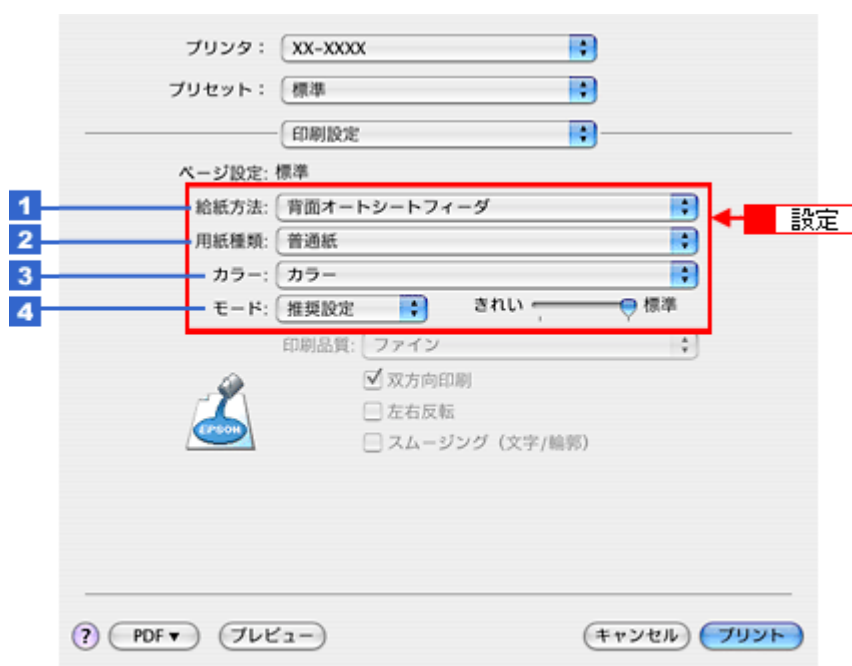 プリンタ： XX-XXXX
プリセット： 標準
印刷設定
ページ設定: 標準
1 給紙方法: 背面オートシートフィーダ
設定
2 用紙種類: 普通紙
3 カラー: カラー
4 モード: 推奨設定 きれい 標準
印刷品質: ファイン
双方向印刷
左右反転
EPSON
スムージング（文字/輪郭）
? PDF▼ プレビュー キャンセル プリント